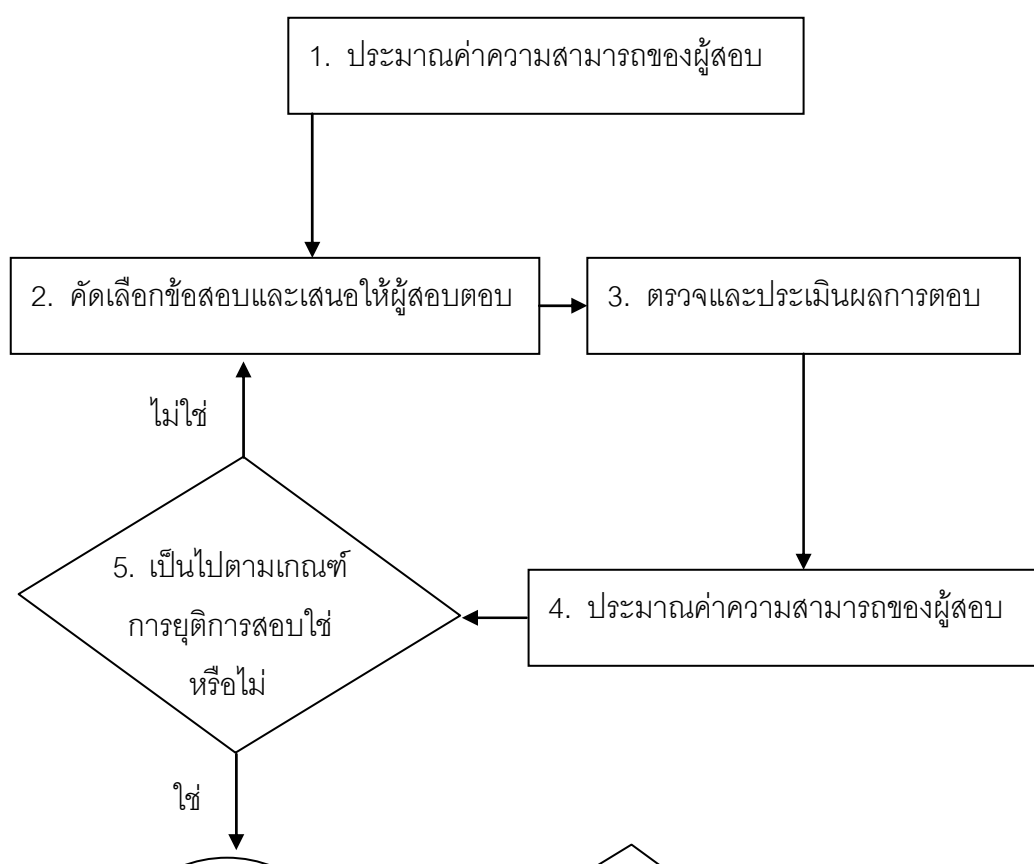 1. ประมาณค่าความสามารถของผู้สอบ
2. คัดเลือกข้อสอบและเสนอให้ผู้สอบตอบ
3. ตรวจและประเมินผลการตอบ
ไม่ใช่
5. เป็นไปตามเกณฑ์
การยุติการสอบใช่
หรือไม่
4. ประมาณค่าความสามารถของผู้สอบ
ใช่